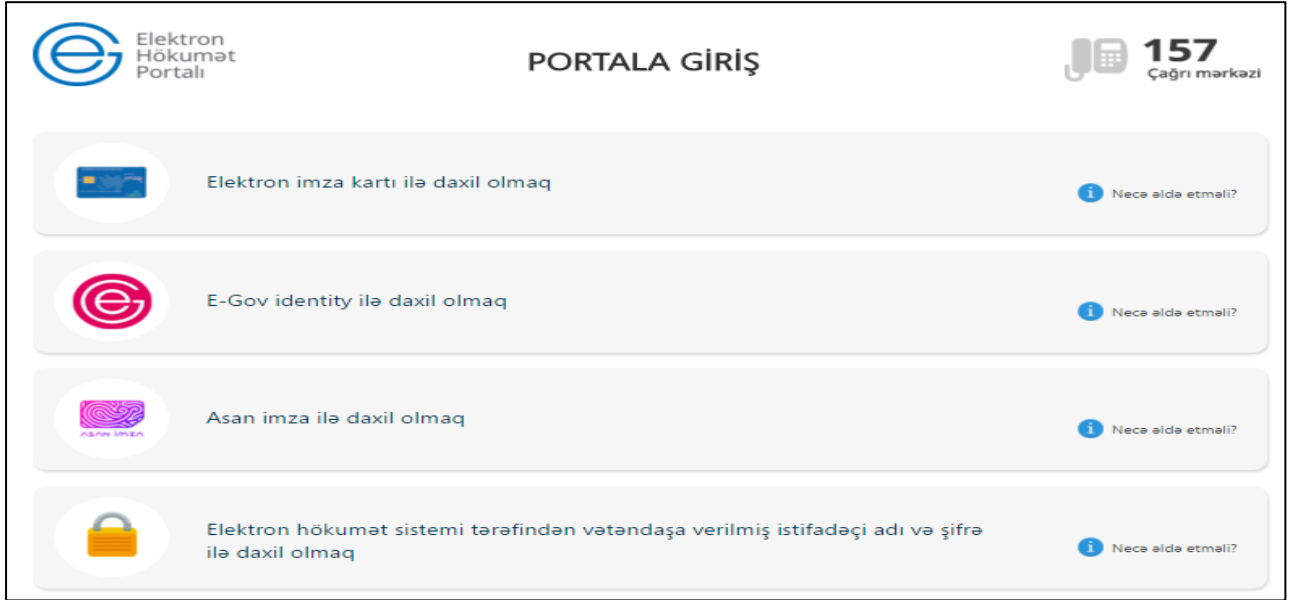 Elektron
Hökumət
Portalı
PORTALA GİRİŞ
157
Çağrı mərkəzi
Elektron imza kartı ilə daxil olmaq
Necə əldə etməli?
E-Gov identity ilə daxil olmaq
Necə əldə etməli?
ASAN İMZA
Asan imza ilə daxil olmaq
Necə əldə etməli?
Elektron hökumət sistemi tərəfindən vətəndaşa verilmiş istifadəçi adı və şifrə
ilə daxil olmaq
Necə əldə etməli?